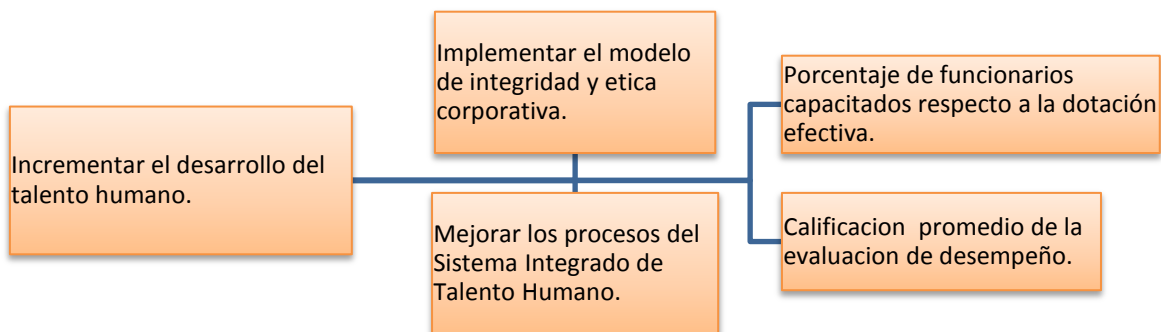 Incrementar el desarrollo del
talento humano.
Implementar el modelo
de integridad y etica
corporativa.
Mejorar los procesos del
Sistema Integrado de
Talento Humano.
Porcentaje de funcionarios
capacitados respecto a la dotación
efectiva.
Calificacion promedio de la
evaluacion de desempeño.